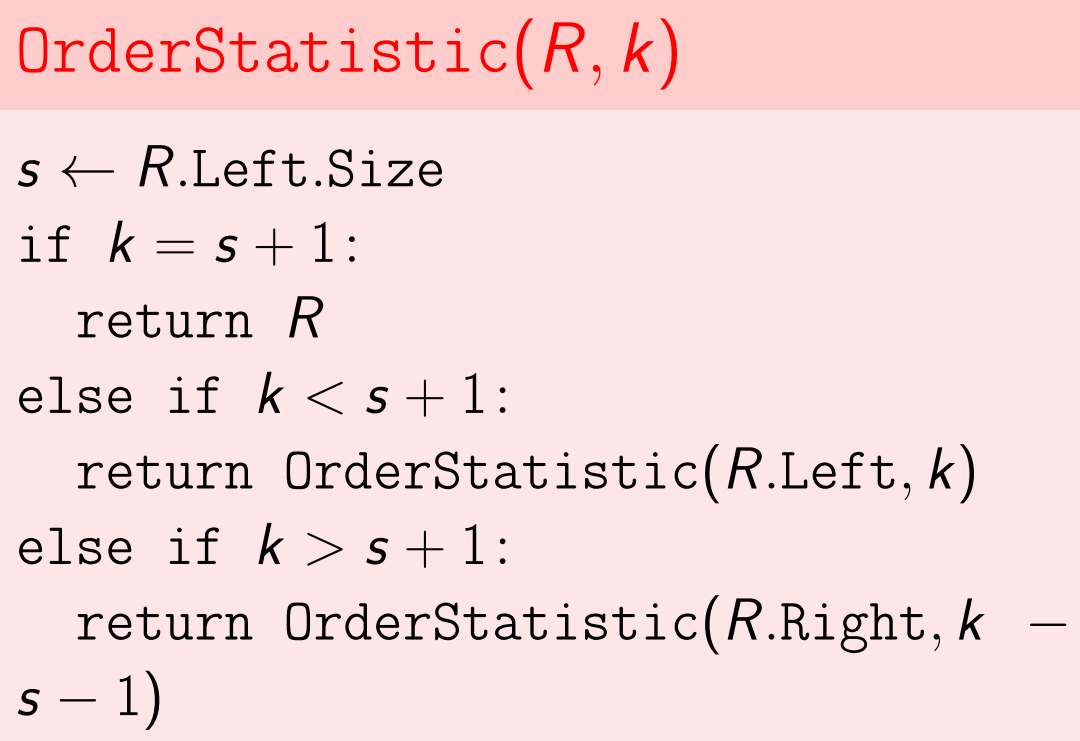 OrderStatistic(R, k)
s ← R.Left.Size
if k = s + 1:
return R
else if k < s + 1:
return OrderStatistic(R.Left, k)
else if k > s + 1:
return OrderStatistic(R.Right, k −
s − 1)